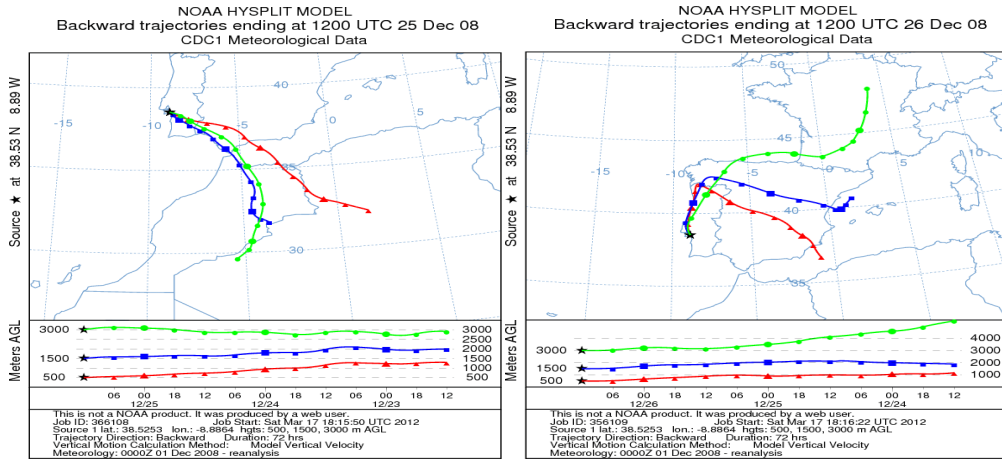 NOAA HYSPLIT MODEL
Backward trajectories ending at 1200 UTC 25 Dec 08
CDC1 Meteorological Data
Source ★ at 38.53 N 8.89 W
-15
-10
-5
0
5
40
35
30
Meters AGL
3000
1500
500
3000
2500
2000
1500
1000
500
06 00 18 12 06 00 18 12 06 00 18 12
12/25 12/24 12/23
This is not a NOAA product. It was produced by a web user.
Job ID: 366108 Job Start: Sat Mar 17 18:15:50 UTC 2012
Source 1 lat.: 38.5253 lon.: -8.8864 hgts: 500, 1500, 3000 m AGL
Trajectory Direction: Backward Duration: 72 hrs
Vertical Motion Calculation Method: Model Vertical Velocity
Meteorology: 0000Z 01 Dec 2008 - reanalysis
NOAA HYSPLIT MODEL
Backward trajectories ending at 1200 UTC 26 Dec 08
CDC1 Meteorological Data
Source ★ at 38.53 N 8.89 W
-15
-10
-5
0
5
10
50
45
40
35
Meters AGL
3000
1500
500
4000
3000
2000
1000
06 00 18 12 06 00 18 12 06 00 18 12
12/26 12/25 12/24
This is not a NOAA product. It was produced by a web user.
Job ID: 356109 Job Start: Sat Mar 17 18:16:22 UTC 2012
Source 1 lat.: 38.5253 lon.: -8.8864 hgts: 500, 1500, 3000 m AGL
Trajectory Direction: Backward Duration: 72 hrs
Vertical Motion Calculation Method: Model Vertical Velocity
Meteorology: 0000Z 01 Dec 2008 - reanalysis